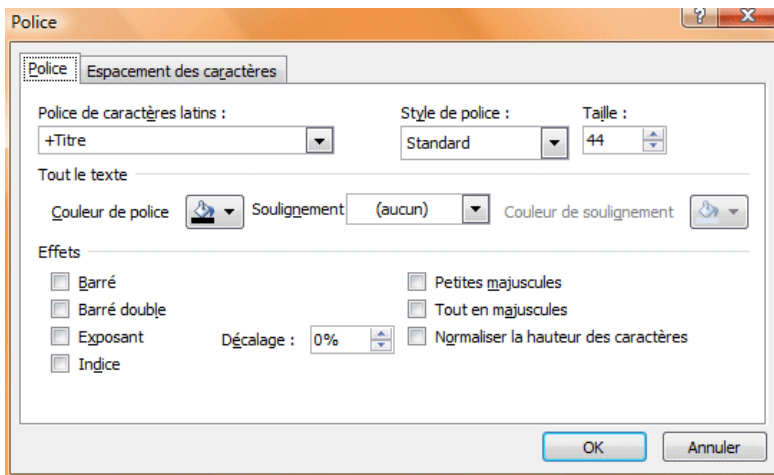 Police
Police Espacement des caractères
Police de caractères latins : Style de police : Taille :
+Titre Standard 44
Tout le texte
Couleur de police Soulignement (aucun) Couleur de soulignement
Effets
Barré Petites majuscules
Barré double Tout en majuscules
Exposant Décalage : 0% Normaliser la hauteur des caractères
Indice
OK Annuler